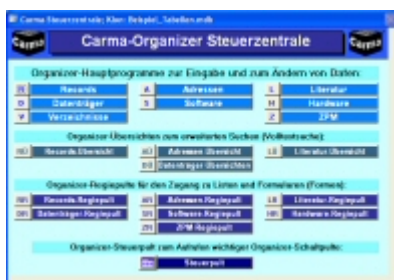 Carma Steuerzentrale; Kber: Beispiel_Tabellen.mdb
Carma Carma-Organizer Steuerzentrale Carma
Organizer-Hauptprogramme zur Eingabe und zum Ändern von Daten:
R Records A Adressen L Literatur
D Datenträger S Software H Hardware
V Verzeichnisse Z ZPM
Organizer-Übersichten zum erweiterten Suchen (Volltextsuche):
Records Übersicht Adressen Übersicht Literatur Übersicht
Datenträger Übersichten
Organizer-Regiepulte für den Zugang zu Listen und Formularen (Formen):
Records Regiepult Adressen Regiepult Literatur Regiepult
Datenträger Regiepult Software Regiepult Hardware Regiepult
ZPM Regiepult
Organizer-Steuerpult zum Aufrufen wichtiger Organizer-Schaltpulte:
Steuerpult